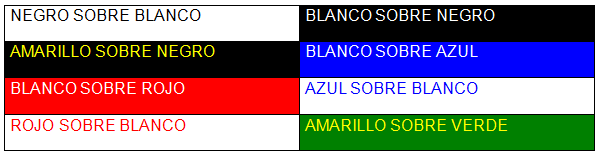 NEGRO SOBRE BLANCO
BLANCO SOBRE NEGRO
AMARILLO SOBRE NEGRO
BLANCO SOBRE AZUL
BLANCO SOBRE ROJO
AZUL SOBRE BLANCO
ROJO SOBRE BLANCO
AMARILLO SOBRE VERDE